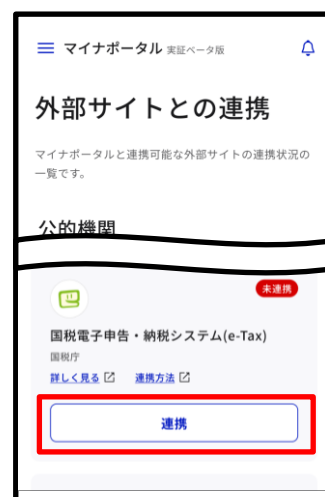 マイナポータル 実証ベータ版
外部サイトとの連携
マイナポータルと連携可能な外部サイトの連携状況の
一覧です。
公的機関
未連携
国税電子申告・納税システム(e-Tax)
国税庁
詳しく見る 連携方法
連携